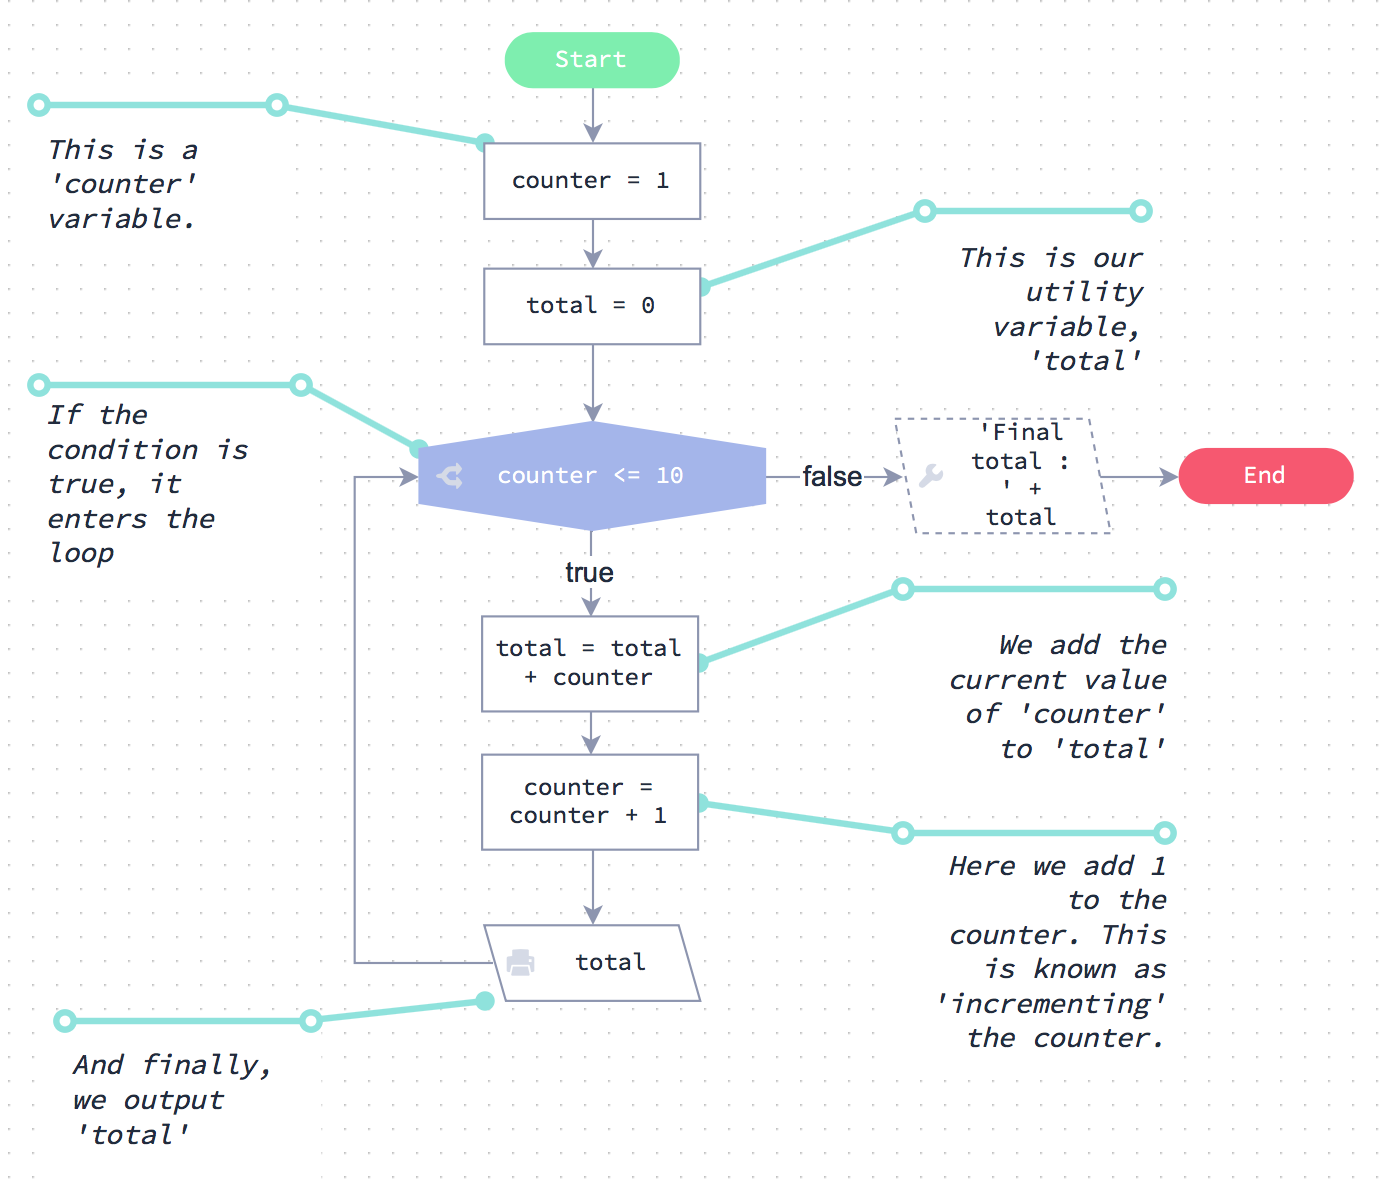 Start
This is a
'counter'
variable.
counter = 1
This is our
utility
variable,
'total'
total = 0
If the
condition is
true, it
enters the
loop
counter <= 10
false
'Final
total :
' +
total
End
true
total = total
+ counter
We add the
current value
of 'counter'
to 'total'
counter =
counter + 1
Here we add 1
to the
counter. This
is known as
'incrementing'
the counter.
total
And finally,
we output
'total'